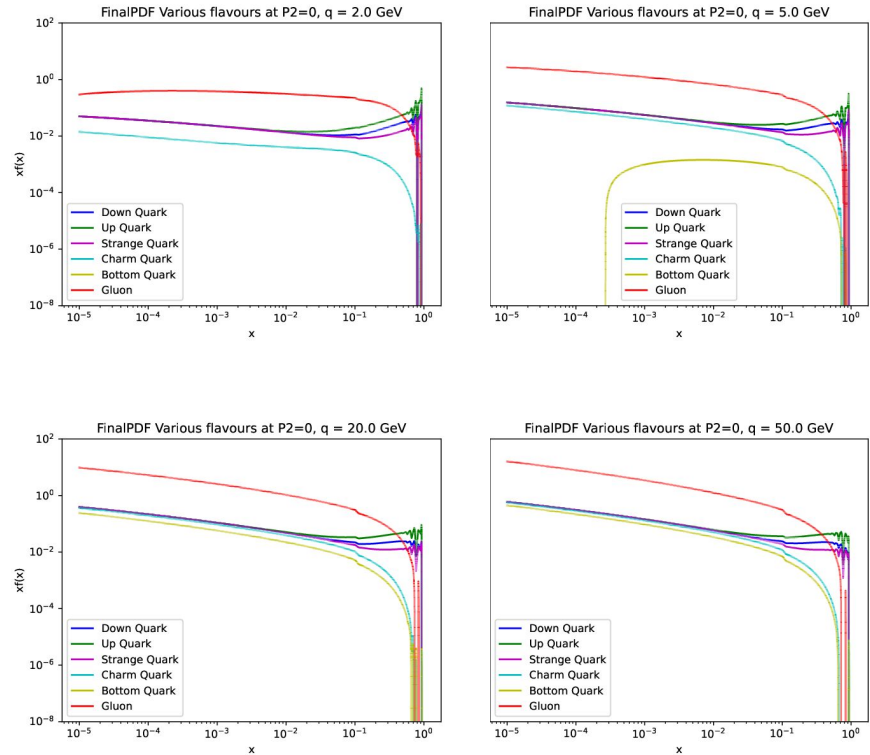 FinalPDF Various flavours at P2=0, q = 2.0 GeV
10²
10⁰
10⁻²
10⁻⁴
10⁻⁶
10⁻⁸
xf(x)
Down Quark
Up Quark
Strange Quark
Charm Quark
Bottom Quark
Gluon
10⁻⁵ 10⁻⁴ 10⁻³ 10⁻² 10⁻¹ 10⁰
x
FinalPDF Various flavours at P2=0, q = 5.0 GeV
Down Quark
Up Quark
Strange Quark
Charm Quark
Bottom Quark
Gluon
10⁻⁵ 10⁻⁴ 10⁻³ 10⁻² 10⁻¹ 10⁰
x
FinalPDF Various flavours at P2=0, q = 20.0 GeV
10²
10⁰
10⁻²
10⁻⁴
10⁻⁶
10⁻⁸
xf(x)
Down Quark
Up Quark
Strange Quark
Charm Quark
Bottom Quark
Gluon
10⁻⁵ 10⁻⁴ 10⁻³ 10⁻² 10⁻¹ 10⁰
x
FinalPDF Various flavours at P2=0, q = 50.0 GeV
Down Quark
Up Quark
Strange Quark
Charm Quark
Bottom Quark
Gluon
10⁻⁵ 10⁻⁴ 10⁻³ 10⁻² 10⁻¹ 10⁰
x